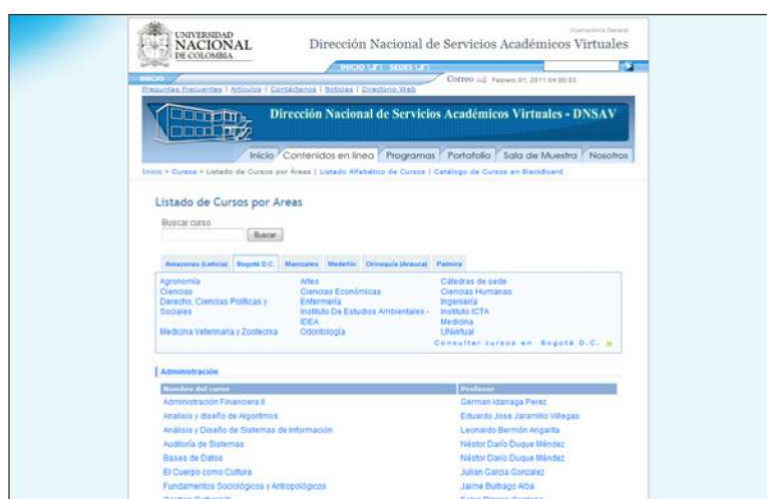 Vicerrectoría General
UNIVERSIDAD
NACIONAL
DE COLOMBIA
Dirección Nacional de Servicios Académicos Virtuales
INICIO SEDES
INICIO
Correo Febrero 01, 2011
Preguntas Frecuentes | Artículos | Contáctenos | Noticias | Directorio Web
Dirección Nacional de Servicios Académicos Virtuales - DNSAV
Inicio Contenidos en línea Programas Portafolio Sala de Muestra Nosotros
Inicio > Cursos > Listado de Cursos por Áreas | Listado Alfabético de Cursos | Catálogo de Cursos en BlackBoard
Listado de Cursos por Areas
Buscar curso
Buscar
Amazonas (Leticia) Bogotá D.C. Manizales Medellín Orinoquía (Arauca) Palmira
Agronomía Artes Cátedras de sede
Ciencias Ciencias Económicas Ciencias Humanas
Derecho, Ciencias Políticas y Enfermería Ingeniería
Sociales Instituto De Estudios Ambientales - Instituto ICTA
IDEA Medicina
Medicina Veterinaria y Zootecnia Odontología UNvirtual
Consultar cursos en Bogotá D.C. »
Administración
Nombre del curso Profesor
Administración Financiera II German Idarraga Perez
Analisis y diseño de Algoritmos Eduardo Jose Jaramillo Villegas
Análisis y Diseño de Sistemas de Información Leonardo Bermón Angarita
Auditoría de Sistemas Néstor Darío Duque Méndez
Bases de Datos Néstor Darío Duque Méndez
El Cuerpo como Cultura Julian Garcia Gonzalez
Fundamentos Sociológicos y Antropológicos Jaime Buitrago Alba